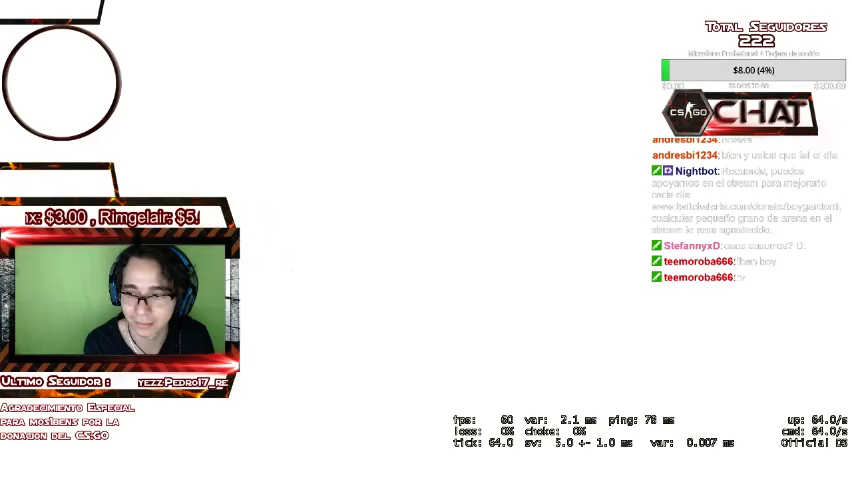 Total Seguidores
222
$8.00 (4%)
CS GO CHAT
andresbi1234:
andresbi1234: bien y usted que tal el dia
Nightbot: Recuerda, puedes
apoyarnos en el stream para mejorarlo
cada dia
cualquier pequeño grano de arena en el
stream le sera agradecido.
StefannyxD:
teemoroba666:
teemoroba666:
: $3.00 , Rimgelair: $5.
Ultimo Seguidor :
Agradecimiento Especial
para mosibens por la
donacion del CS:GO
fps: 60 var: 2.1 ms ping: 78 ms up: 64.0/s
loss: 0% choke: 0% cmd: 64.0/s
tick: 64.0 sv: 5.0 +- 1.0 ms var: 0.007 ms Official DS